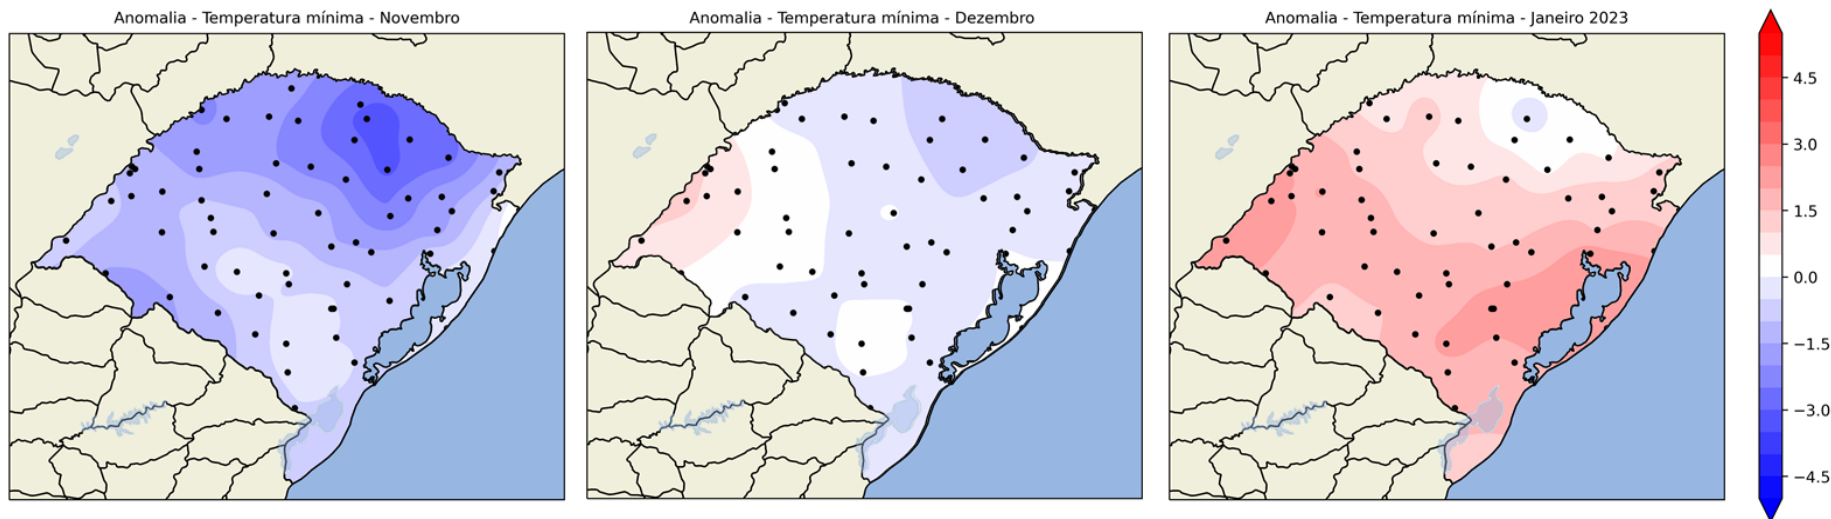 Anomalia - Temperatura mínima - Novembro
Anomalia - Temperatura mínima - Dezembro
Anomalia - Temperatura mínima - Janeiro 2023
4.5
3.0
1.5
0.0
−1.5
−3.0
−4.5